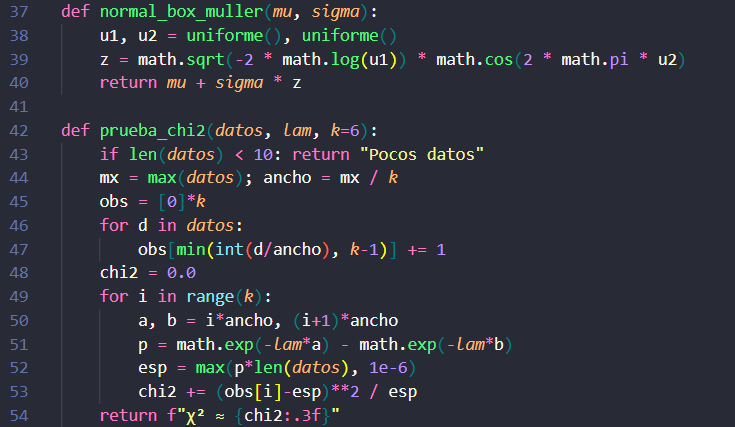 37 def normal_box_muller(mu, sigma):
38     u1, u2 = uniforme(), uniforme()
39     z = math.sqrt(-2 * math.log(u1)) * math.cos(2 * math.pi * u2)
40     return mu + sigma * z
41
42 def prueba_chi2(datos, lam, k=6):
43     if len(datos) < 10: return "Pocos datos"
44     mx = max(datos); ancho = mx / k
45     obs = [0]*k
46     for d in datos:
47         obs[min(int(d/ancho), k-1)] += 1
48     chi2 = 0.0
49     for i in range(k):
50         a, b = i*ancho, (i+1)*ancho
51         p = math.exp(-lam*a) - math.exp(-lam*b)
52         esp = max(p*len(datos), 1e-6)
53         chi2 += (obs[i]-esp)**2 / esp
54     return f"χ² ≈ {chi2:.3f}"